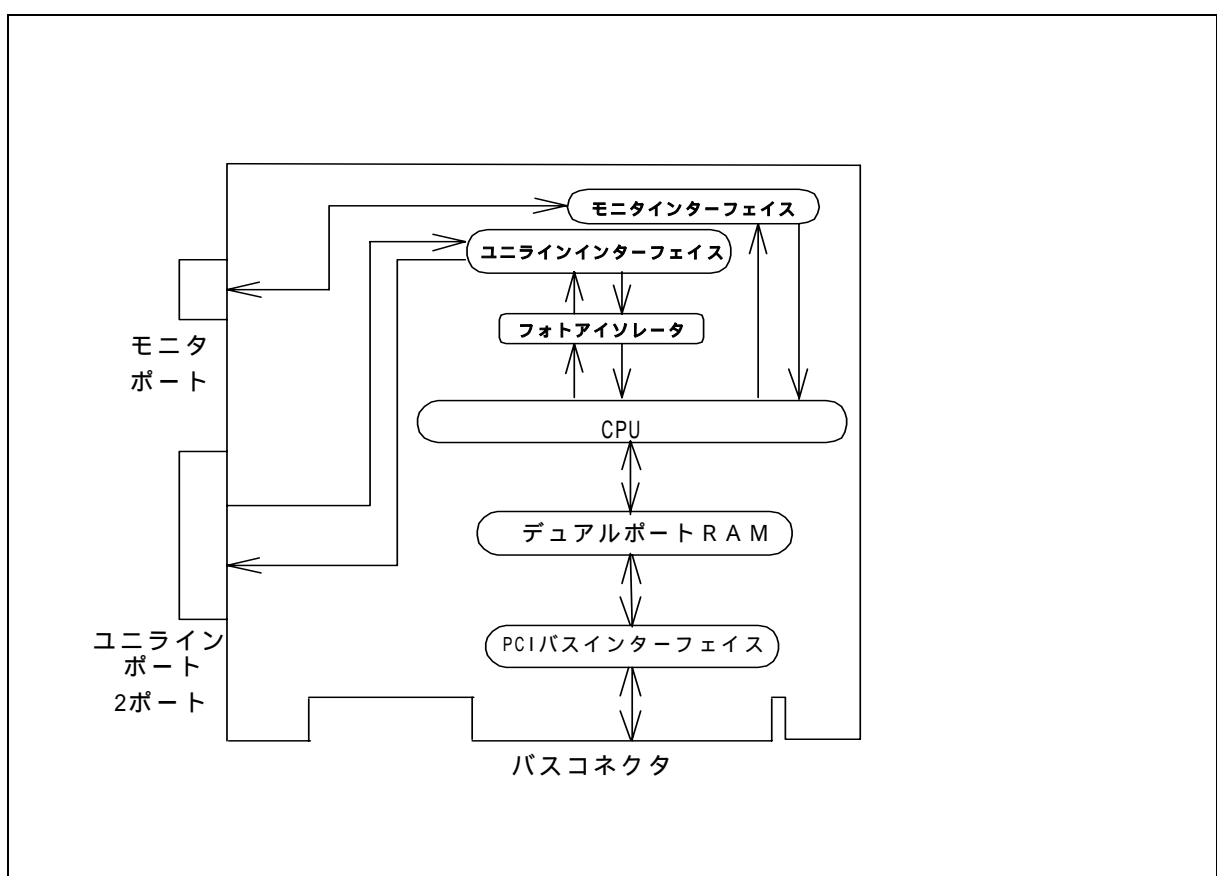 モニタインターフェイス
ユニラインインターフェイス
フォトアイソレータ
モニタ
ポート
CPU
デュアルポートRAM
ユニライン
ポート
2ポート
PCIバスインターフェイス
バスコネクタ